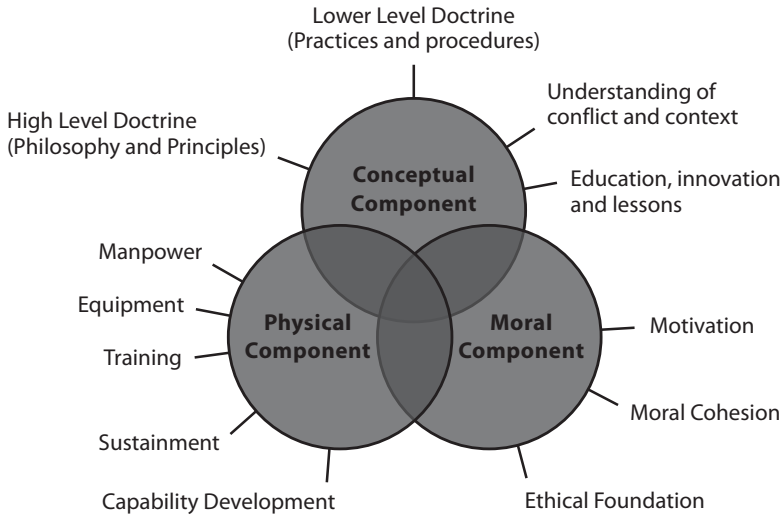 Lower Level Doctrine
(Practices and procedures)
Understanding of
conflict and context
High Level Doctrine
(Philosophy and Principles)
Conceptual
Component
Education, innovation
and lessons
Manpower
Equipment
Training
Sustainment
Capability Development
Physical
Component
Moral
Component
Motivation
Moral Cohesion
Ethical Foundation